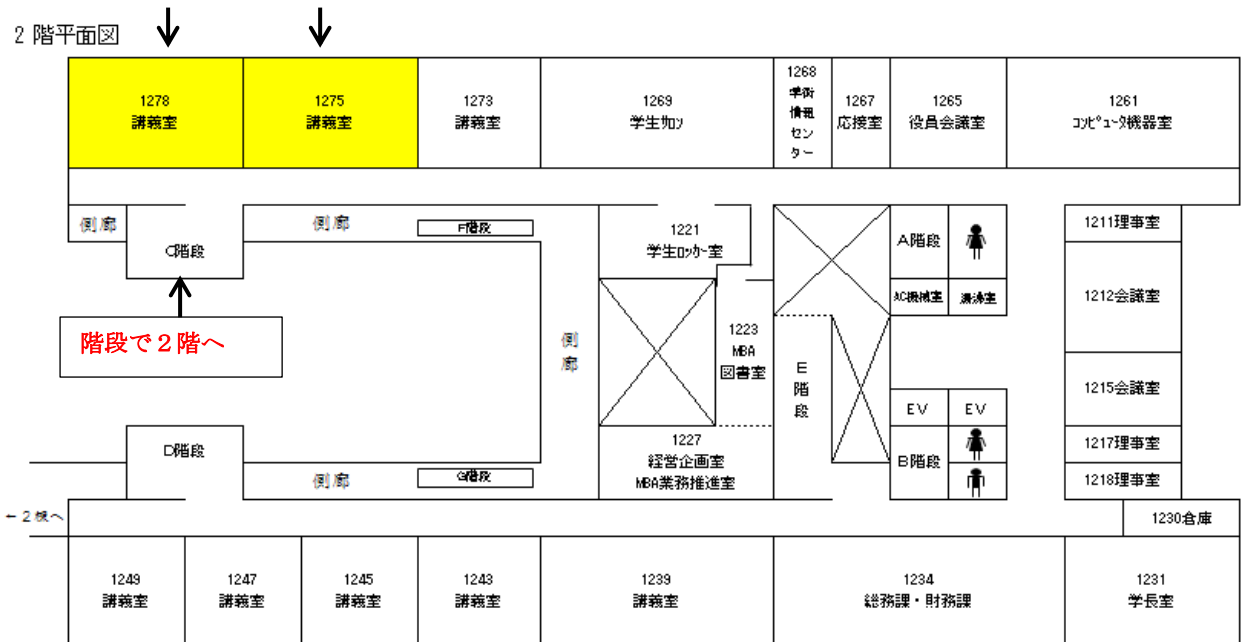 2 階平面図
1278
講義室
1275
講義室
1273
講義室
1269
学生ｻﾛﾝ
1268
学術
情報
セン
ター
1267
応接室
1265
役員会議室
1261
ｺﾝﾋﾟｭｰﾀ機器室
側廊
C階段
側廊
F階段
1221
学生ﾛｯｶｰ室
A階段
1211理事室
AC機械室
湯沸室
1212会議室
階段で２階へ
側
廊
1223
MBA
図書室
E
階
段
1215会議室
EV
EV
D階段
側廊
G階段
1227
経営企画室
MBA業務推進室
B階段
1217理事室
1218理事室
←２棟へ
1230倉庫
1249
講義室
1247
講義室
1245
講義室
1243
講義室
1239
講義室
1234
総務課・財務課
1231
学長室